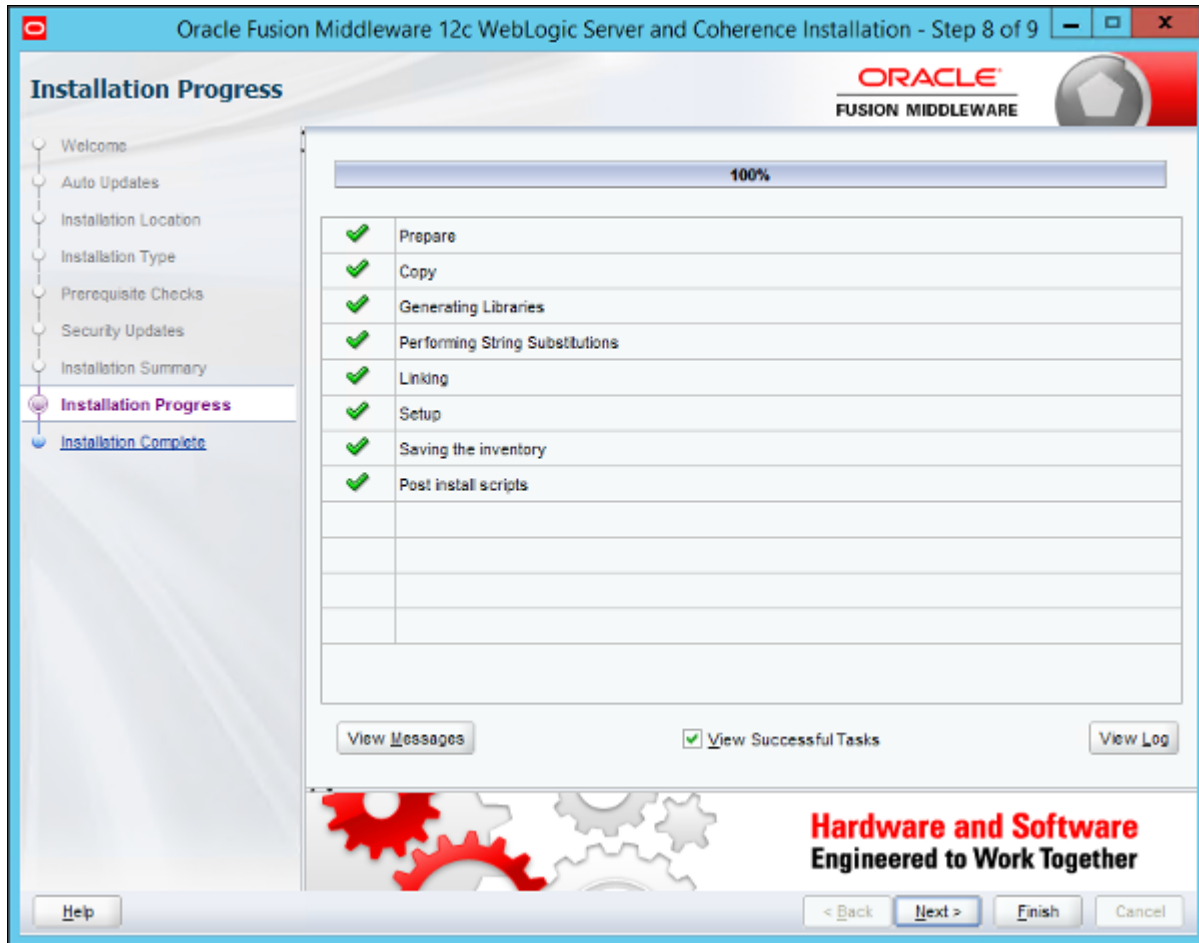 Oracle Fusion Middleware 12c WebLogic Server and Coherence Installation - Step 8 of 9
Installation Progress
ORACLE
FUSION MIDDLEWARE
Welcome
Auto Updates
Installation Location
Installation Type
Prerequisite Checks
Security Updates
Installation Summary
Installation Progress
Installation Complete
100%
Prepare
Copy
Generating Libraries
Performing String Substitutions
Linking
Setup
Saving the inventory
Post install scripts
View Messages
View Successful Tasks
View Log
Hardware and Software
Engineered to Work Together
Help
< Back
Next >
Finish
Cancel